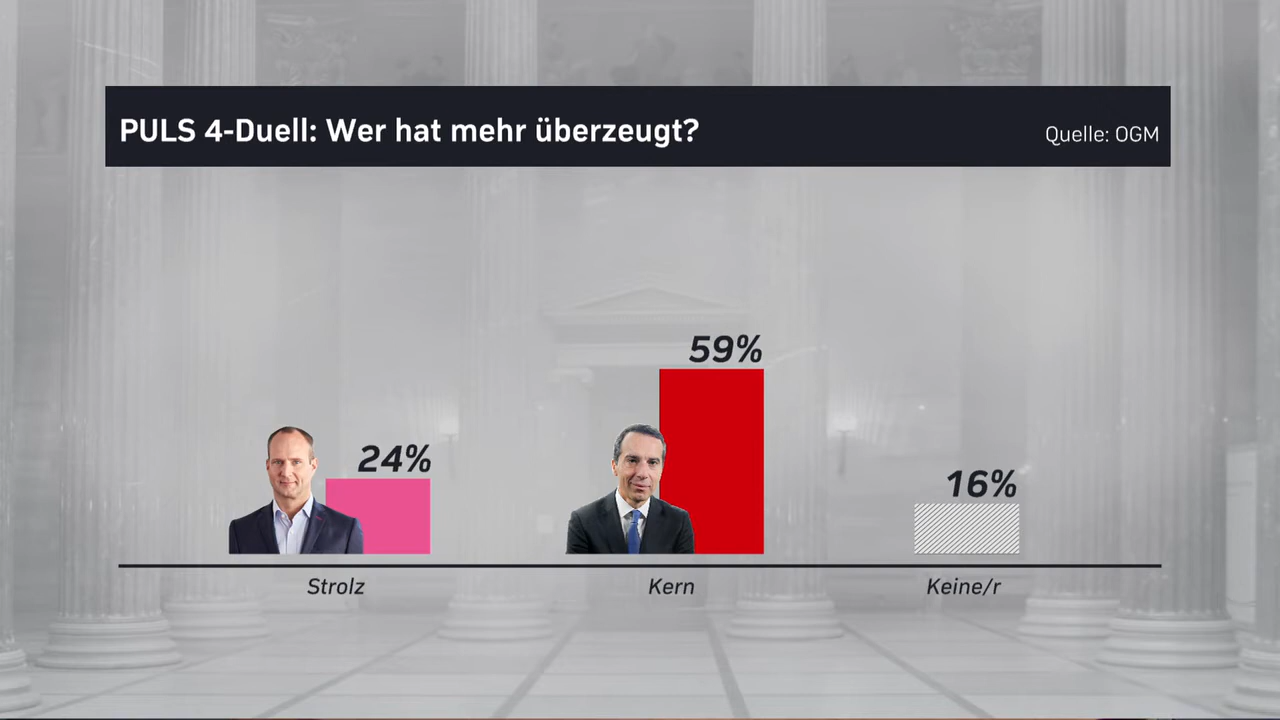 PULS 4-Duell: Wer hat mehr überzeugt?
Quelle: OGM
24%
59%
16%
Strolz
Kern
Keine/r